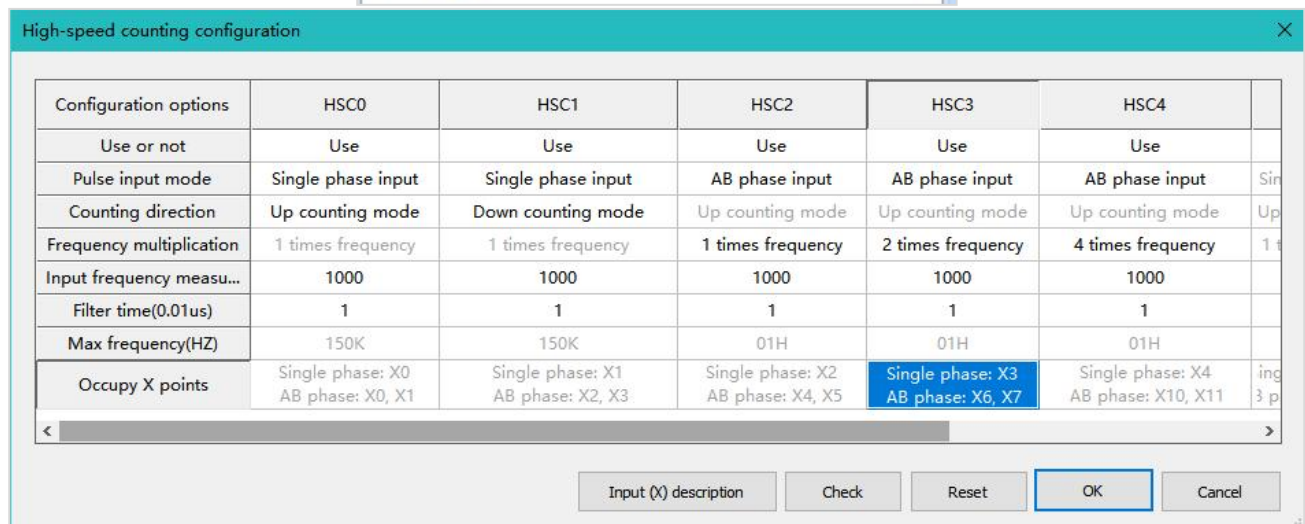 High-speed counting configuration
Configuration options HSC0 HSC1 HSC2 HSC3 HSC4
Use or not Use Use Use Use Use
Pulse input mode Single phase input Single phase input AB phase input AB phase input AB phase input Sin
Counting direction Up counting mode Down counting mode Up counting mode Up counting mode Up counting mode Up
Frequency multiplication 1 times frequency 1 times frequency 1 times frequency 2 times frequency 4 times frequency 1 t
Input frequency measu... 1000 1000 1000 1000 1000
Filter time(0.01us) 1 1 1 1 1
Max frequency(HZ) 150K 150K 01H 01H 01H
Occupy X points Single phase: X0 Single phase: X1 Single phase: X2 Single phase: X3 Single phase: X4 ing
AB phase: X0, X1 AB phase: X2, X3 AB phase: X4, X5 AB phase: X6, X7 AB phase: X10, X11 3 p
Input (X) description Check Reset OK Cancel